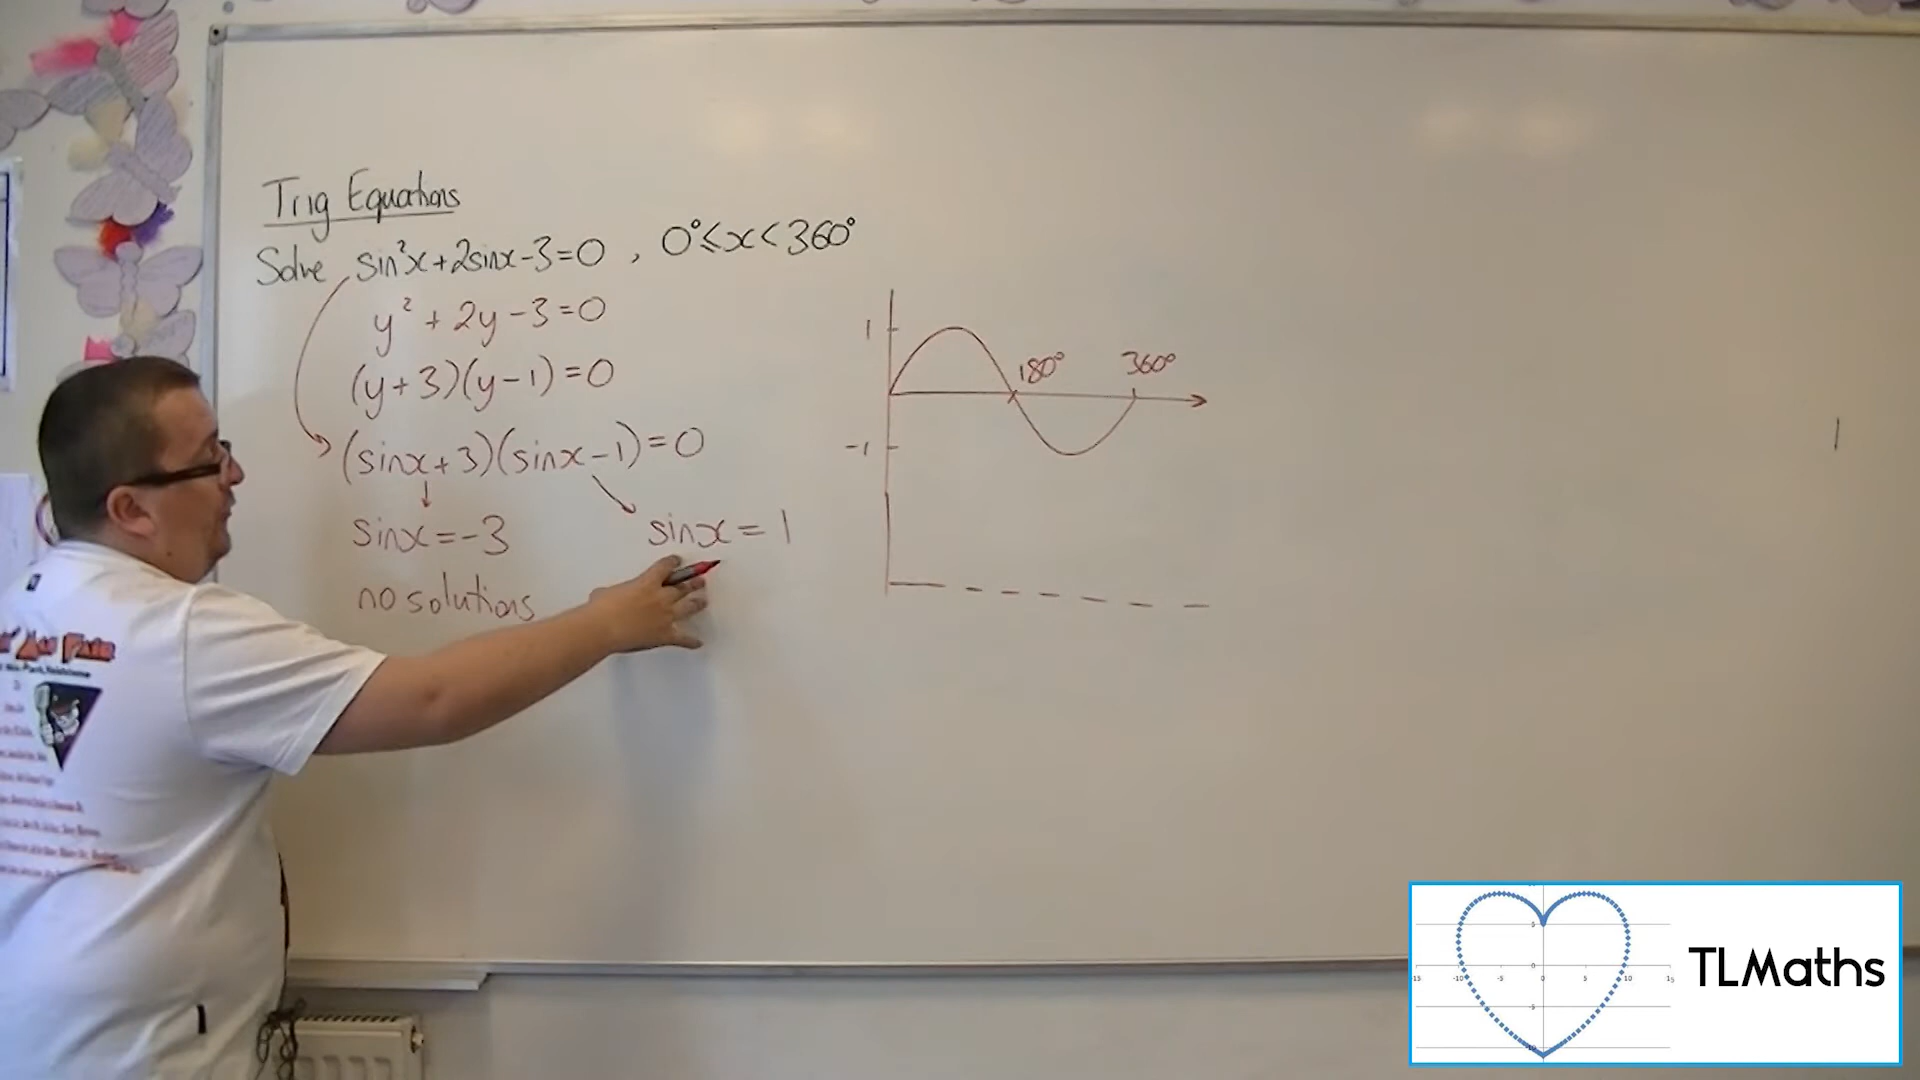 Trig Equations
Solve sin²x+2sinx-3=0 , 0°≤x<360°
y² + 2y - 3 = 0
(y+3)(y-1) = 0
(sinx+3)(sinx-1) = 0
sinx = -3
sinx = 1
no solutions
1
180°
360°
-1
TLMaths